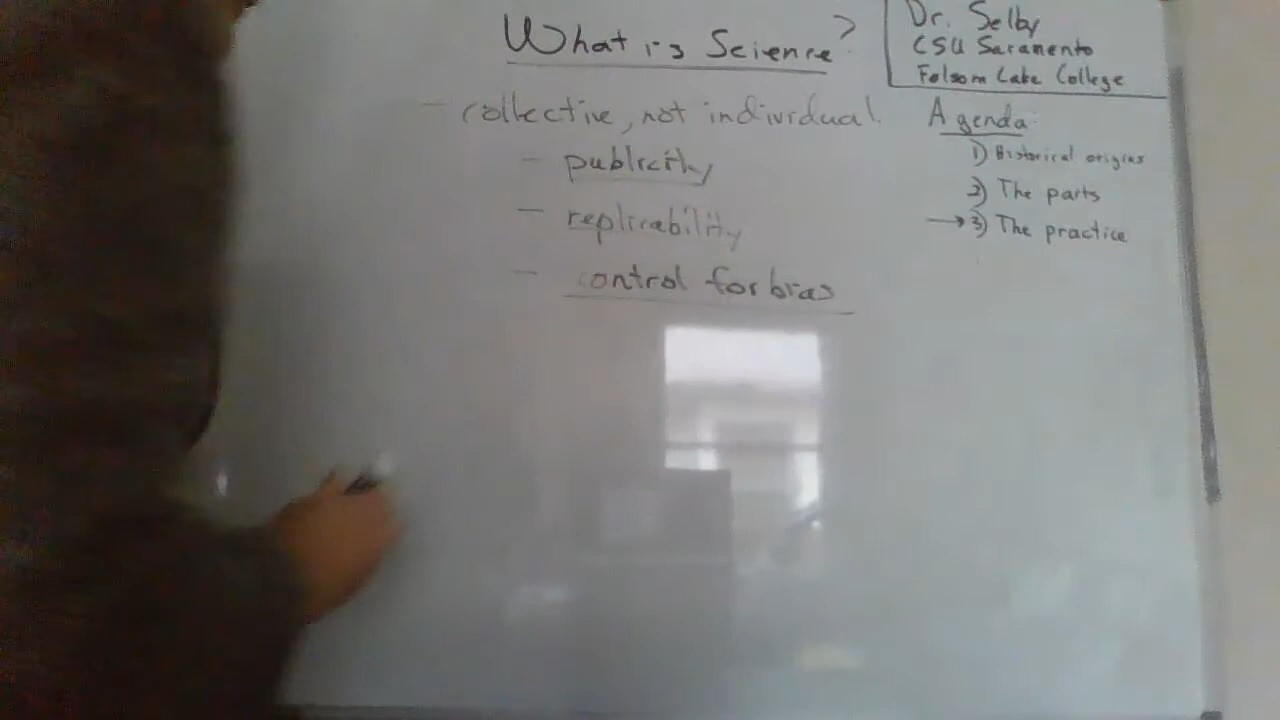 What is Science?
- collective, not individual.
- publicity
- replicability
- control for bias
Dr. Selby
CSU Saramento
Folsom Lake College
Agenda:
1) Historical origins
2) The parts
→ 3) The practice